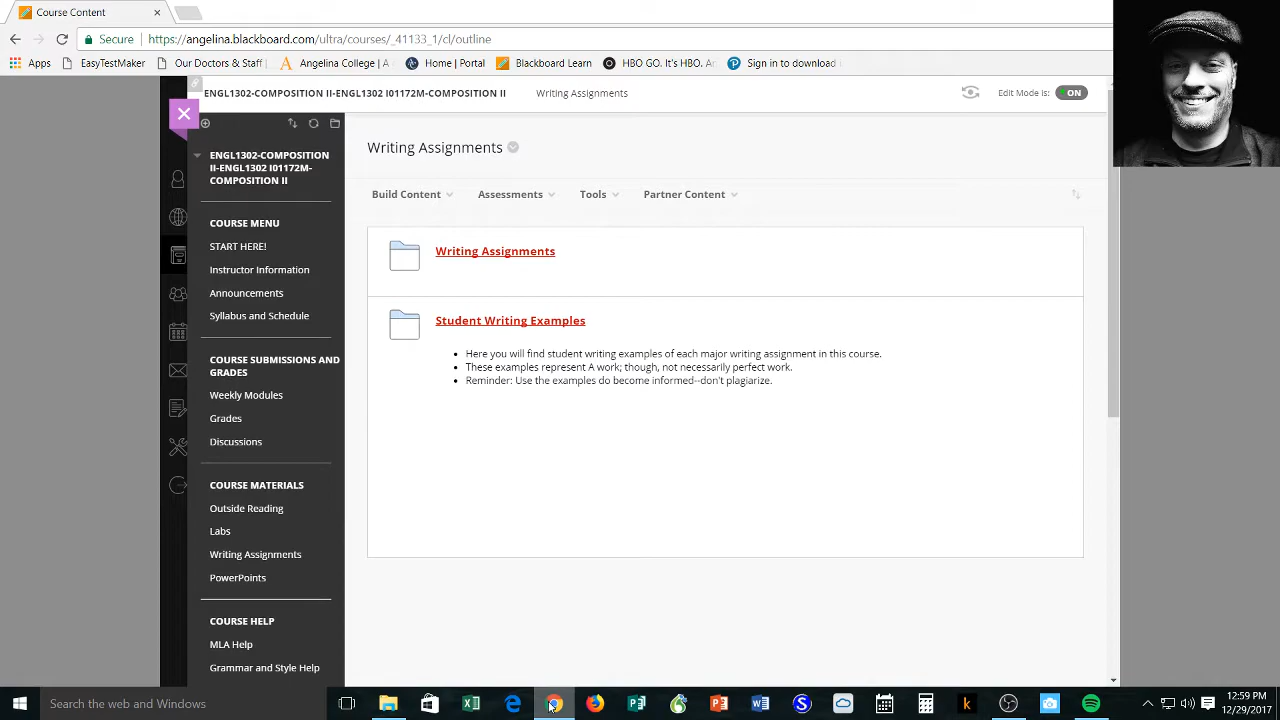 Course Content
Secure
https://angelina.blackboard.com/ultra/courses/_41133_1/cl/outline
Apps
EasyTestMaker
Our Doctors & Staff
Angelina College | A
Home | Portal
Blackboard Learn
HBO GO. It's HBO. An
Sign in to download
ENGL1302-COMPOSITION II-ENGL1302 I01172M-COMPOSITION II
Writing Assignments
Edit Mode is:
ON
ENGL1302-COMPOSITION
II-ENGL1302 I01172M-
COMPOSITION II
COURSE MENU
START HERE!
Instructor Information
Announcements
Syllabus and Schedule
COURSE SUBMISSIONS AND
GRADES
Weekly Modules
Grades
Discussions
COURSE MATERIALS
Outside Reading
Labs
Writing Assignments
PowerPoints
COURSE HELP
MLA Help
Grammar and Style Help
Writing Assignments
Build Content
Assessments
Tools
Partner Content
Writing Assignments
Student Writing Examples
Here you will find student writing examples of each major writing assignment in this course.
These examples represent A work; though, not necessarily perfect work.
Reminder: Use the examples do become informed--don't plagiarize.
Search the web and Windows
12:59 PM
12/29/2017